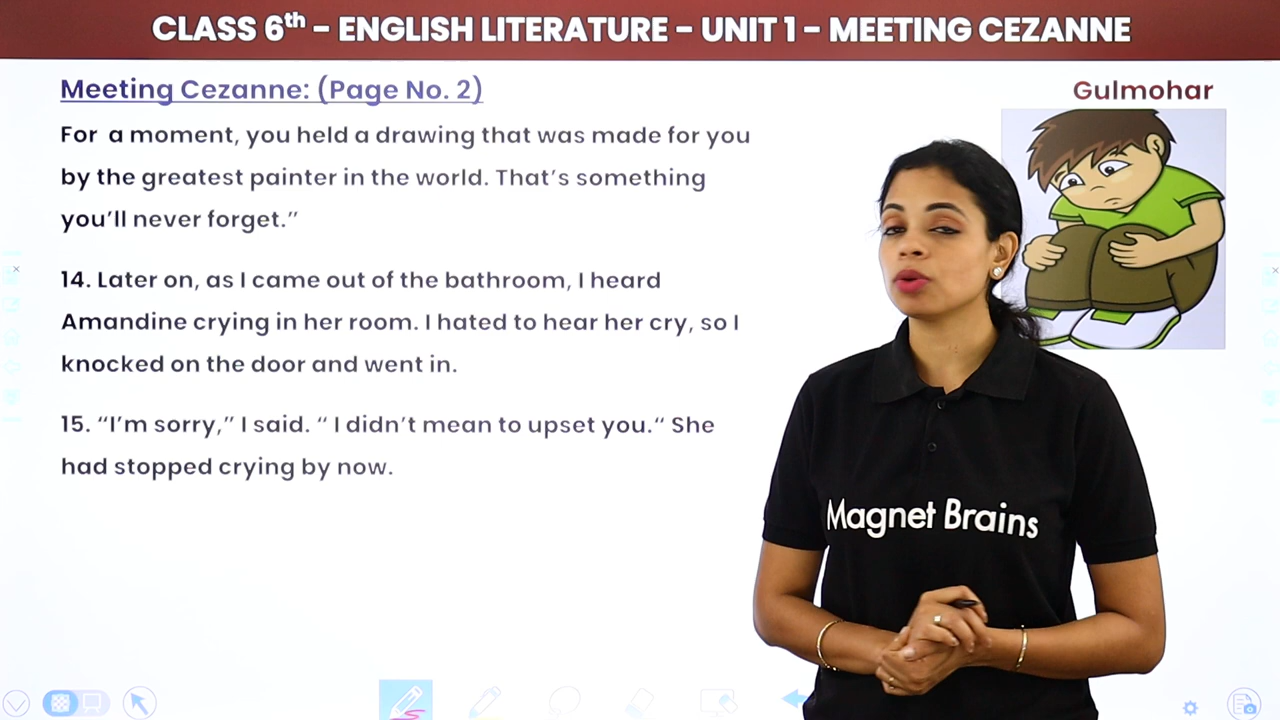 CLASS 6th – ENGLISH LITERATURE – UNIT 1 – MEETING CEZANNE
Meeting Cezanne: (Page No. 2)
Gulmohar
For a moment, you held a drawing that was made for you
by the greatest painter in the world. That's something
you'll never forget."
14. Later on, as I came out of the bathroom, I heard
Amandine crying in her room. I hated to hear her cry, so I
knocked on the door and went in.
15. "I'm sorry," I said. " I didn't mean to upset you." She
had stopped crying by now.
Magnet Brains